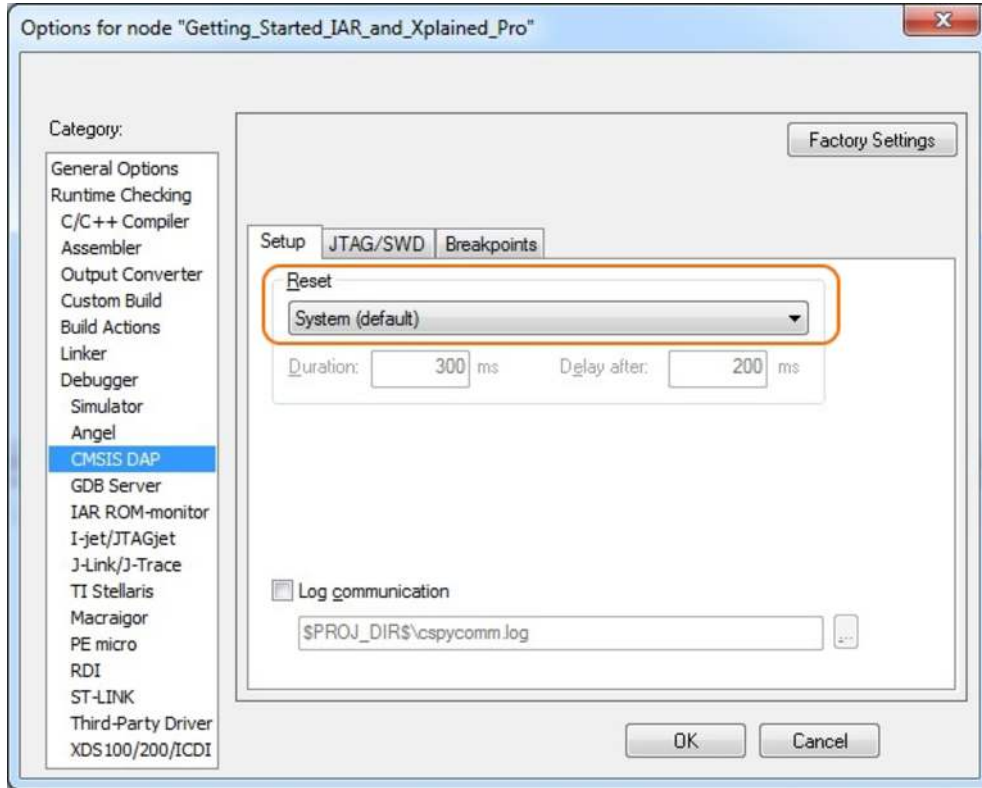 Options for node "Getting_Started_IAR_and_Xplained_Pro"
Category:
General Options
Runtime Checking
C/C++ Compiler
Assembler
Output Converter
Custom Build
Build Actions
Linker
Debugger
Simulator
Angel
CMSIS DAP
GDB Server
IAR ROM-monitor
I-jet/JTAGjet
J-Link/J-Trace
TI Stellaris
Macraigor
PE micro
RDI
ST-LINK
Third-Party Driver
XDS100/200/ICDI
Factory Settings
Setup JTAG/SWD Breakpoints
Reset
System (default)
Duration: 300 ms Delay after: 200 ms
Log communication
$PROJ_DIR$\cspycomm.log ...
OK Cancel